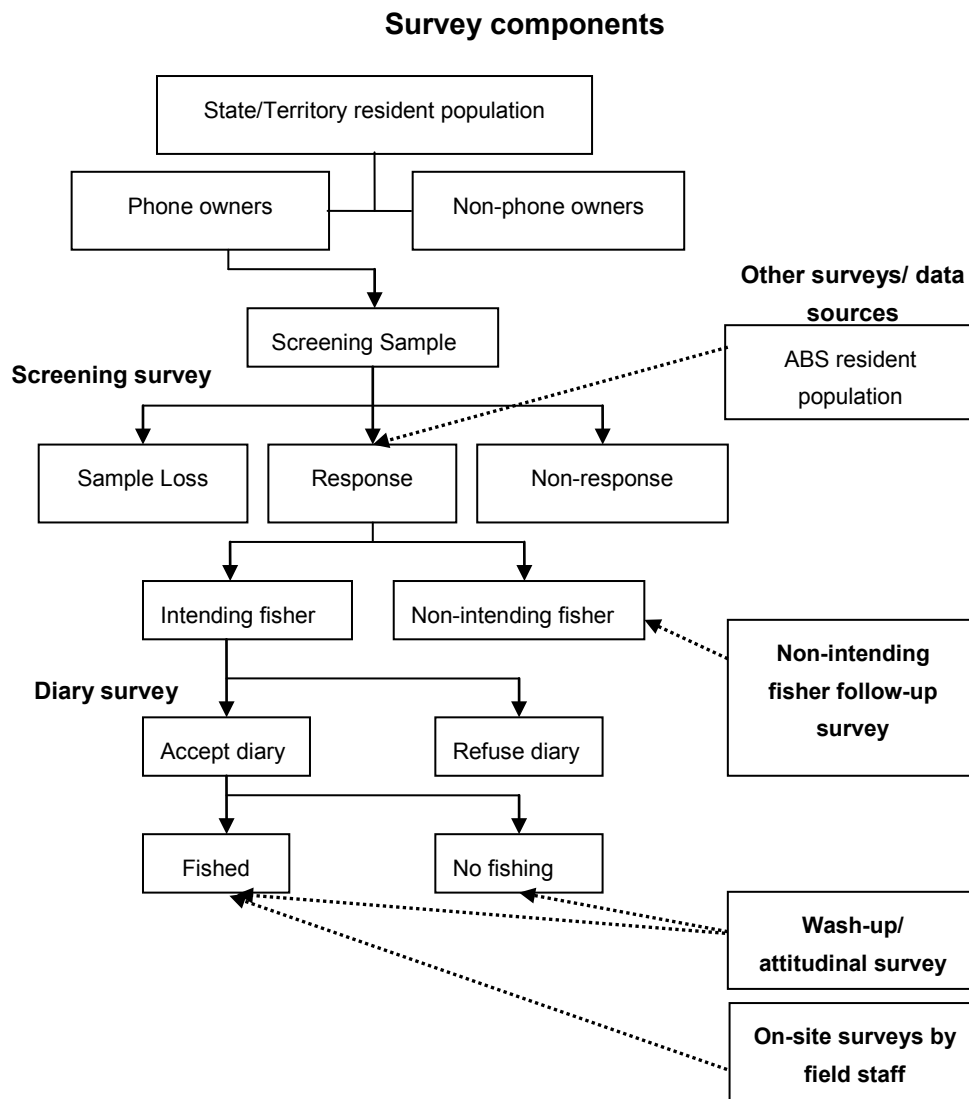 Survey components
State/Territory resident population
Phone owners
Non-phone owners
Other surveys/ data
sources
Screening Sample
ABS resident
population
Screening survey
Sample Loss
Response
Non-response
Intending fisher
Non-intending fisher
Non-intending
fisher follow-up
survey
Diary survey
Accept diary
Refuse diary
Fished
No fishing
Wash-up/
attitudinal survey
On-site surveys by
field staff